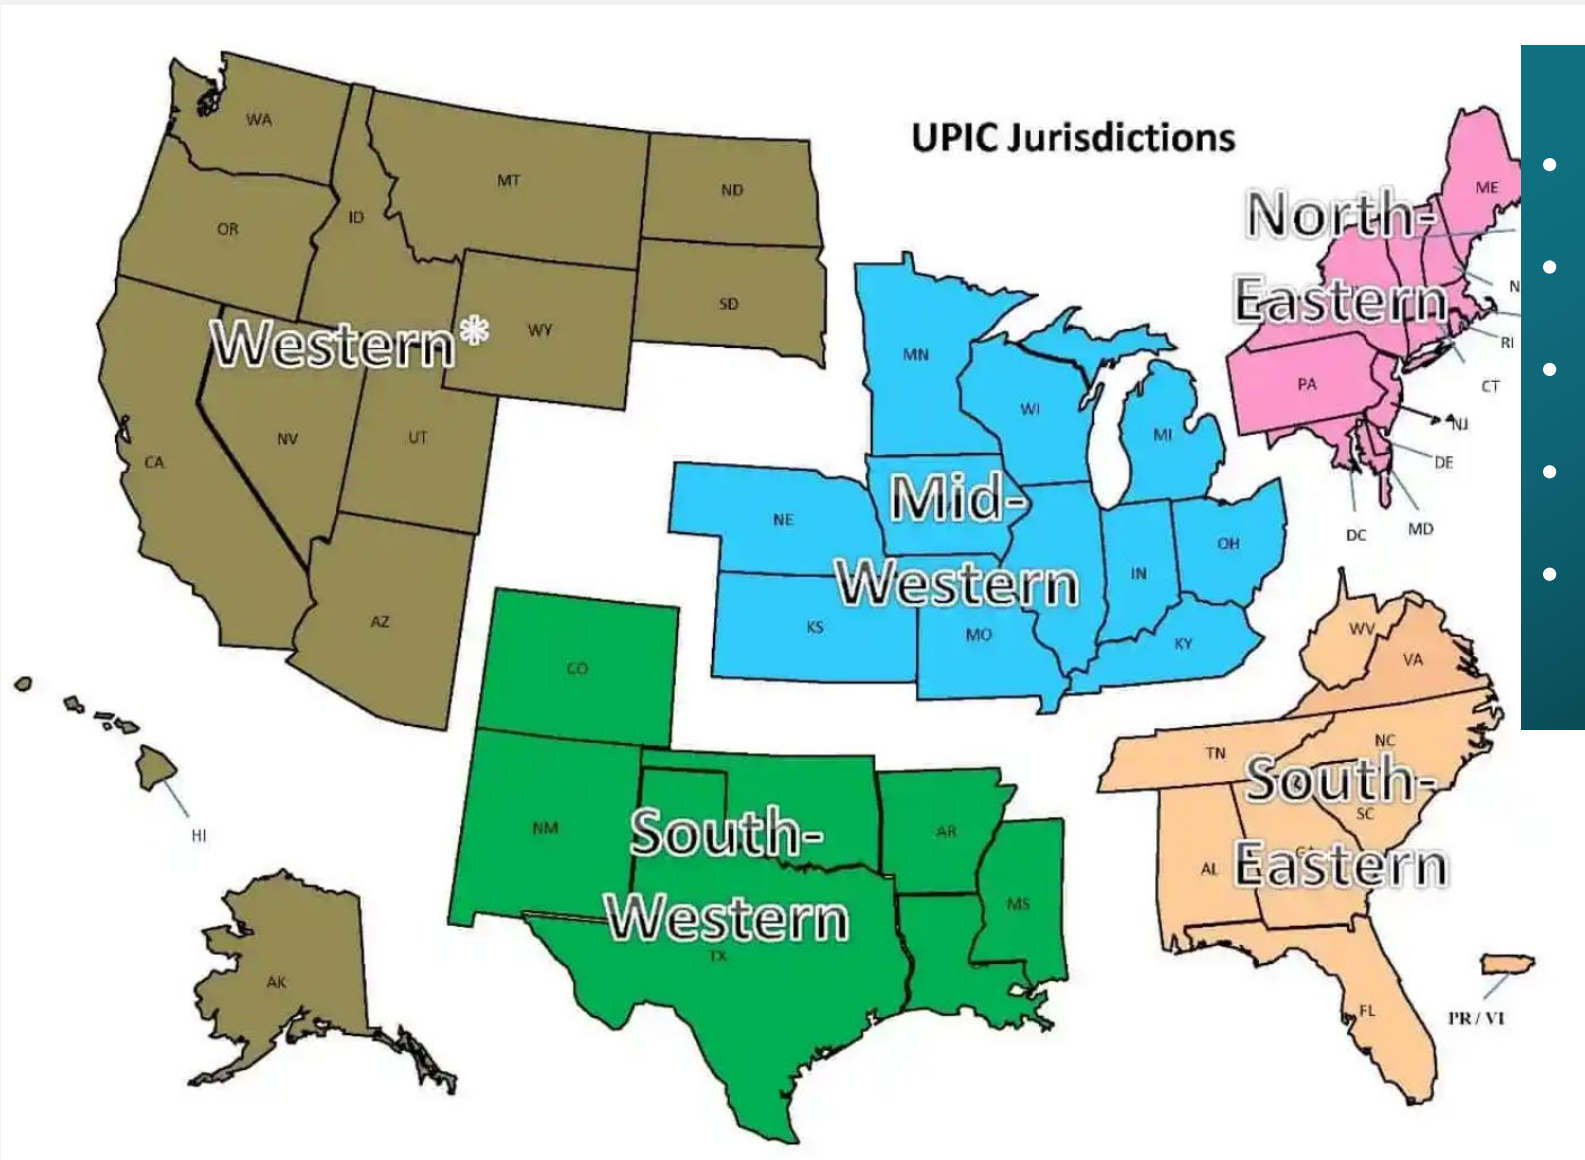 UPIC Jurisdictions
WA
MT
ND
ME
OR
ID
North-
Eastern
N
SD
WY
Western*
RI
MN
PA
CT
WI
NJ
MI
NV
UT
DE
CA
Mid-
Western
NE
MD
DC
OH
IN
AZ
KS
MO
KY
WV
VA
CO
TN
NC
South-
Eastern
SC
HI
NM
South-
Western
AR
AL
GA
MS
TX
AK
FL
PR / VI